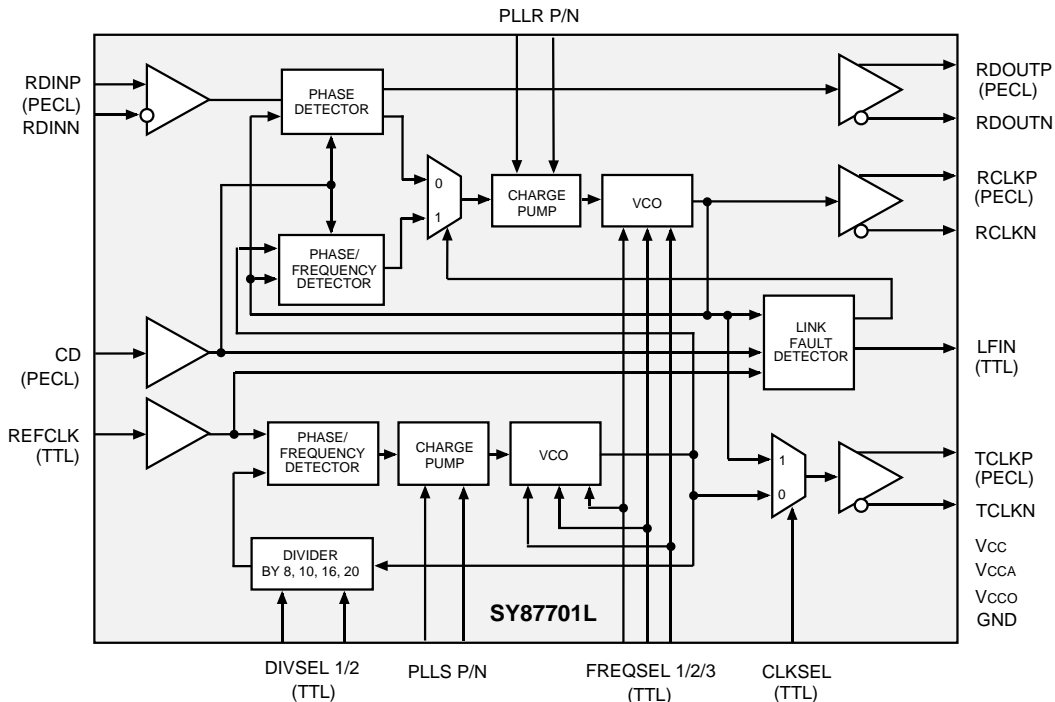 PLLR P/N
RDINP
(PECL)
RDINN
PHASE
DETECTOR
RDOUTP
(PECL)
RDOUTN
0
1
CHARGE
PUMP
VCO
RCLKP
(PECL)
RCLKN
PHASE/
FREQUENCY
DETECTOR
CD
(PECL)
LINK
FAULT
DETECTOR
LFIN
(TTL)
REFCLK
(TTL)
PHASE/
FREQUENCY
DETECTOR
CHARGE
PUMP
VCO
1
0
TCLKP
(PECL)
TCLKN
DIVIDER
BY 8, 10, 16, 20
SY87701L
VCC
VCCA
VCCO
GND
DIVSEL 1/2
(TTL)
PLLS P/N
FREQSEL 1/2/3
(TTL)
CLKSEL
(TTL)